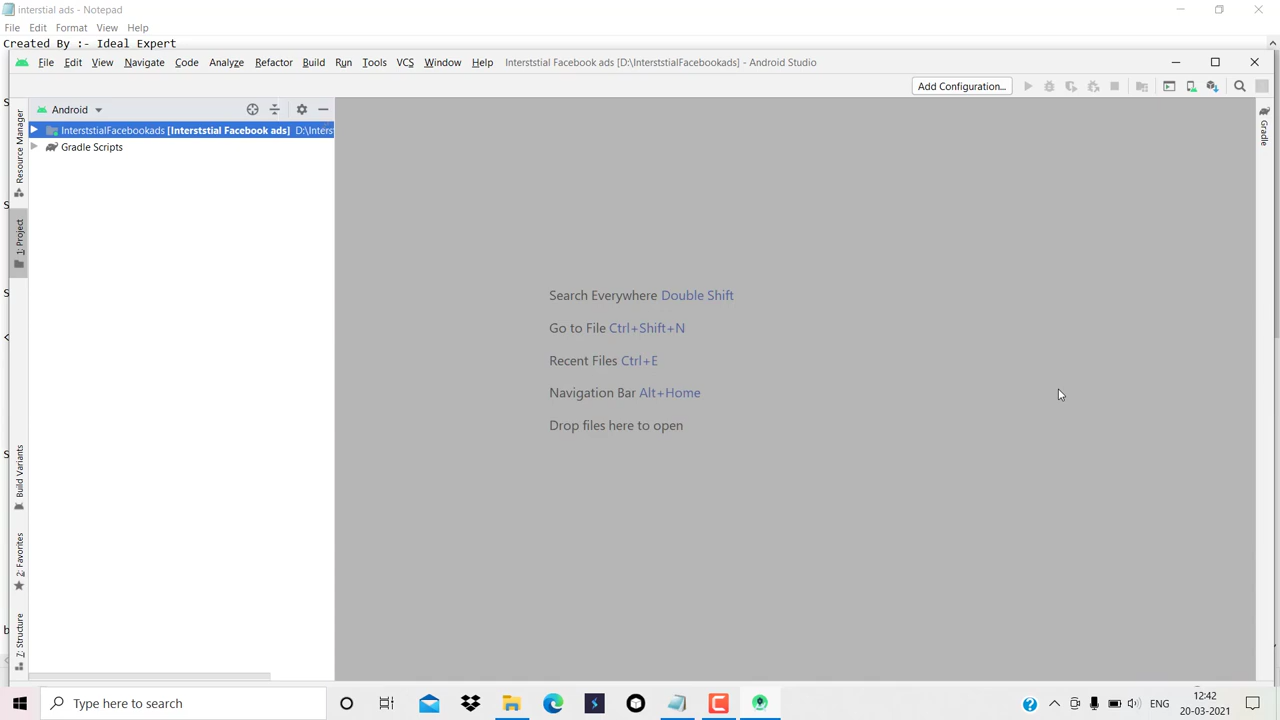 interstial ads - Notepad
File Edit Format View Help
Created By :- Ideal Expert
File Edit View Navigate Code Analyze Refactor Build Run Tools VCS Window Help Interststial Facebook ads [D:\InterststialFacebookads] - Android Studio
Add Configuration...
Android
InterststialFacebookads [Interststial Facebook ads] D:\Interst
Gradle Scripts
Resource Manager
1: Project
Build Variants
2: Favorites
7: Structure
Gradle
S
S
S
<
S
b
Search Everywhere Double Shift
Go to File Ctrl+Shift+N
Recent Files Ctrl+E
Navigation Bar Alt+Home
Drop files here to open
Type here to search
ENG
12:42
20-03-2021